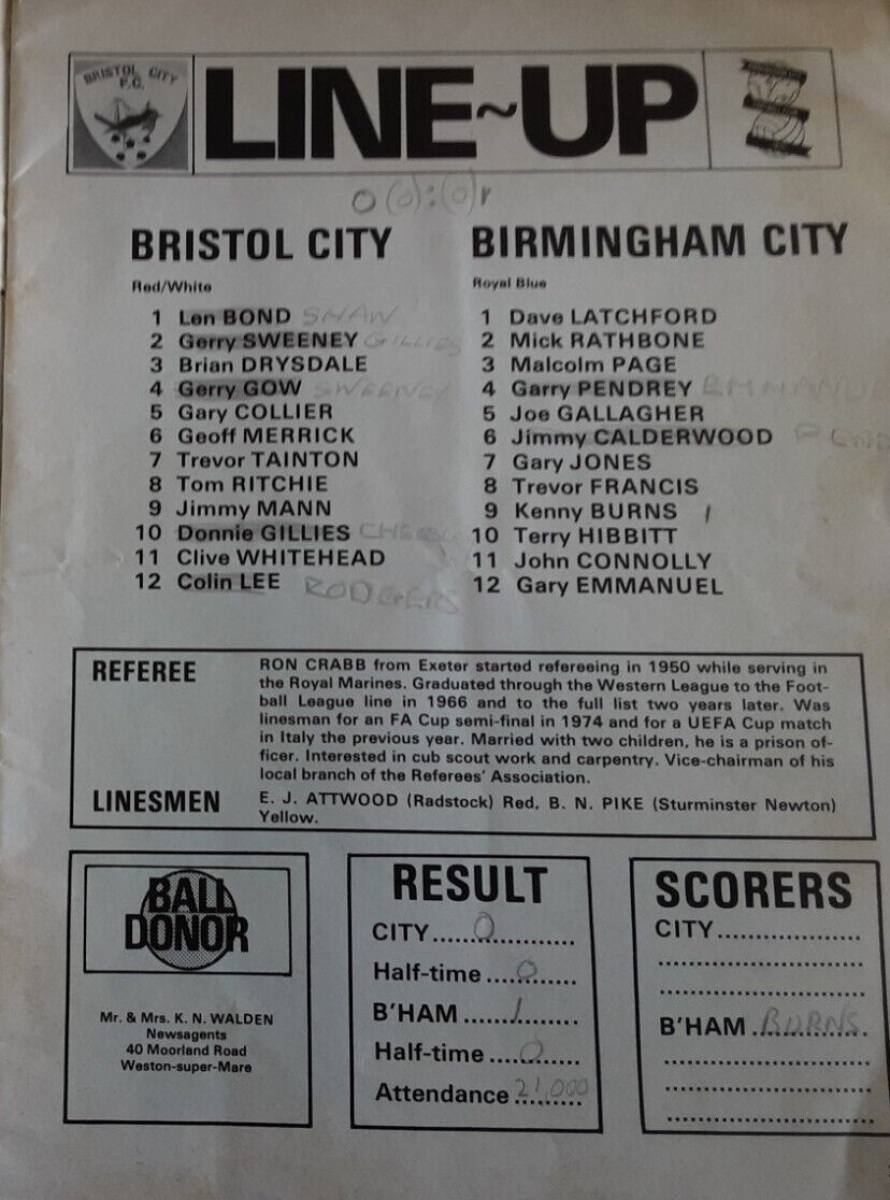 BRISTOL CITY
F.C.
LINE~UP
0 (0):(0) 1
BRISTOL CITY
Red/White
1 Len BOND SHAW
2 Gerry SWEENEY GILLIES
3 Brian DRYSDALE
4 Gerry GOW SWEENEY
5 Gary COLLIER
6 Geoff MERRICK
7 Trevor TAINTON
8 Tom RITCHIE
9 Jimmy MANN
10 Donnie GILLIES
11 Clive WHITEHEAD
12 Colin LEE RODGERS
BIRMINGHAM CITY
Royal Blue
1 Dave LATCHFORD
2 Mick RATHBONE
3 Malcolm PAGE
4 Garry PENDREY EMMANUE
5 Joe GALLAGHER
6 Jimmy CALDERWOOD
7 Gary JONES
8 Trevor FRANCIS
9 Kenny BURNS 1
10 Terry HIBBITT
11 John CONNOLLY
12 Gary EMMANUEL
REFEREE
RON CRABB from Exeter started refereeing in 1950 while serving in
the Royal Marines. Graduated through the Western League to the Foot-
ball League line in 1966 and to the full list two years later. Was
linesman for an FA Cup semi-final in 1974 and for a UEFA Cup match
in Italy the previous year. Married with two children, he is a prison of-
ficer. Interested in cub scout work and carpentry. Vice-chairman of his
local branch of the Referees' Association.
LINESMEN
E. J. ATTWOOD (Radstock) Red, B. N. PIKE (Sturminster Newton)
Yellow.
BALL
DONOR
Mr. & Mrs. K. N. WALDEN
Newsagents
40 Moorland Road
Weston-super-Mare
RESULT
CITY 0
Half-time 0
B'HAM 1
Half-time 0
Attendance 21,000
SCORERS
CITY
B'HAM BURNS